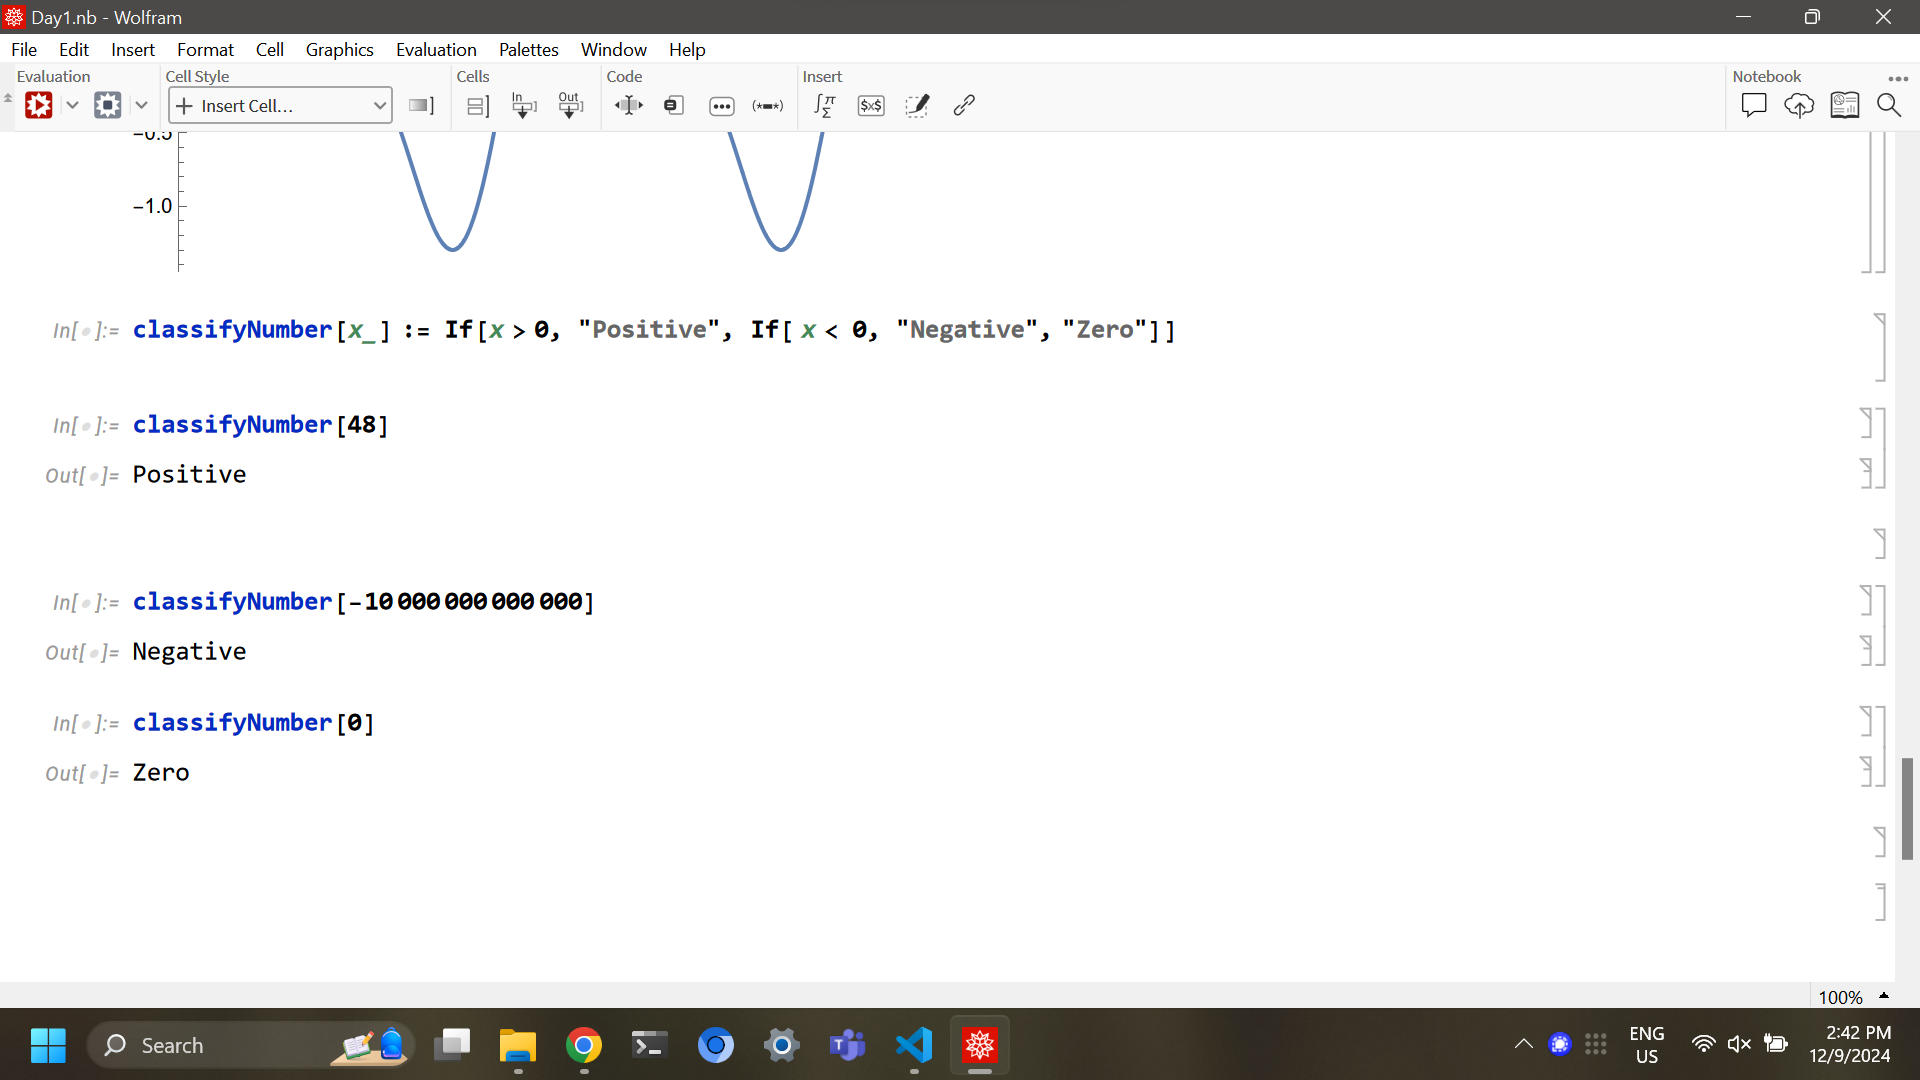 Day1.nb - Wolfram
File Edit Insert Format Cell Graphics Evaluation Palettes Window Help
Evaluation Cell Style Cells Code Insert Notebook
Insert Cell... In Out $x$
-0.5
-1.0
In[•]:= classifyNumber[x_] := If[x > 0, "Positive", If[ x < 0, "Negative", "Zero"]]
In[•]:= classifyNumber[48]
Out[•]= Positive
In[•]:= classifyNumber[-10 000 000 000 000]
Out[•]= Negative
In[•]:= classifyNumber[0]
Out[•]= Zero
100%
Search
ENG
US
2:42 PM
12/9/2024